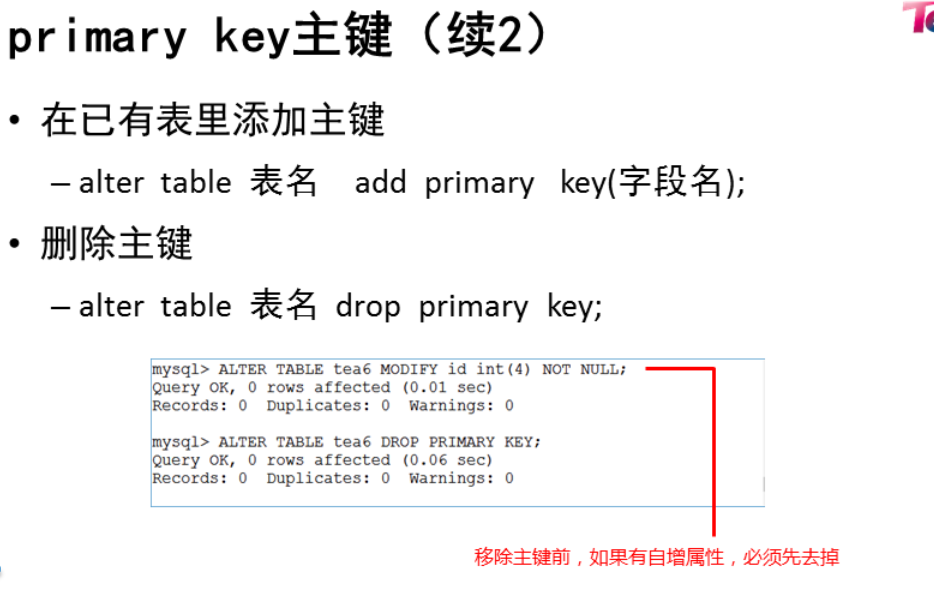 primary key主键（续2）
• 在已有表里添加主键
– alter table 表名 add primary key(字段名);
• 删除主键
– alter table 表名 drop primary key;
mysql> ALTER TABLE tea6 MODIFY id int(4) NOT NULL;
Query OK, 0 rows affected (0.01 sec)
Records: 0 Duplicates: 0 Warnings: 0
mysql> ALTER TABLE tea6 DROP PRIMARY KEY;
Query OK, 0 rows affected (0.06 sec)
Records: 0 Duplicates: 0 Warnings: 0
移除主键前，如果有自增属性，必须先去掉